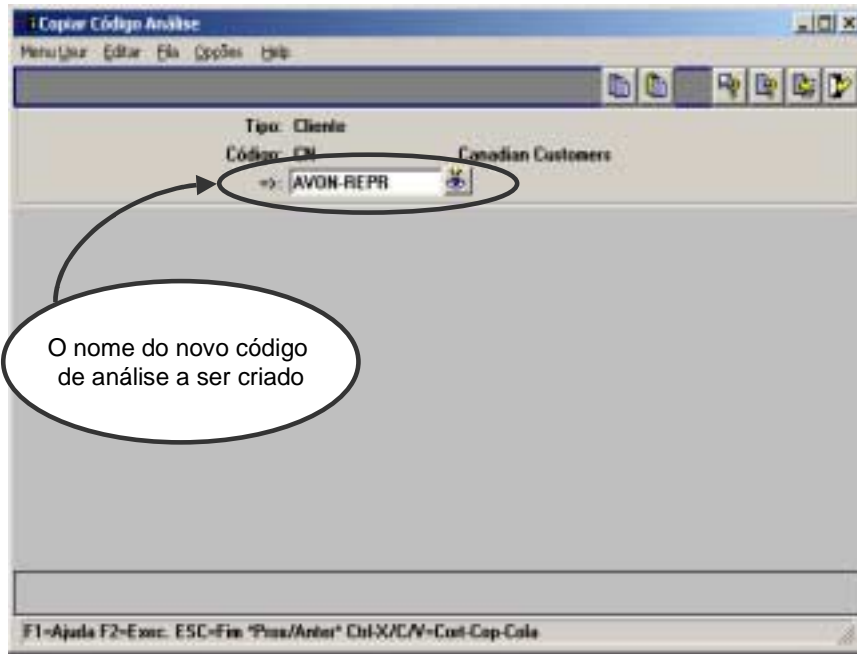 Copiar Código Análise
Menu Usur Editar Fila Opções Help
Tipo: Cliente
Código: CN Canadian Customers
=>: AVON-REPR
O nome do novo código
de análise a ser criado
F1=Ajuda F2=Exec. ESC=Fim *Prox/Anter* Ctrl-X/C/V=Cort-Cop-Cola